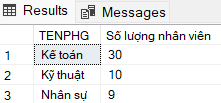 Results Messages
TENPHG Số lượng nhân viên
1 Kế toán 30
2 Kỹ thuật 10
3 Nhân sự 9